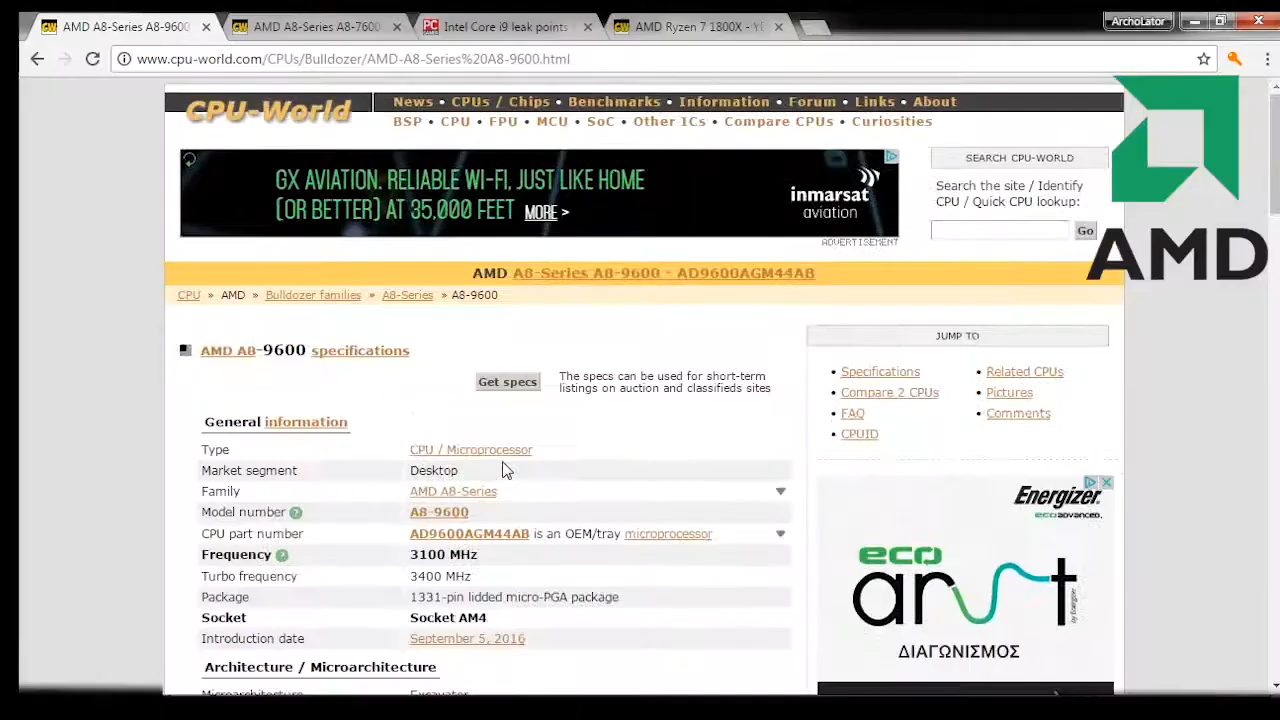 AMD A8-Series A8-9600
AMD A8-Series A8-7600
Intel Core i9 leak points
AMD Ryzen 7 1800X - Y
ArchoLator
www.cpu-world.com/CPUs/Bulldozer/AMD-A8-Series%20A8-9600.html
CPU-World
News • CPUs / Chips • Benchmarks • Information • Forum • Links • About
BSP • CPU • FPU • MCU • SoC • Other ICs • Compare CPUs • Curiosities
GX AVIATION. RELIABLE WI-FI, JUST LIKE HOME
(OR BETTER) AT 35,000 FEET MORE >
inmarsat
aviation
ADVERTISEMENT
SEARCH CPU-WORLD
Search the site / Identify
CPU / Quick CPU lookup:
Go
AMD
AMD A8-Series A8-9600 - AD9600AGM44AB
CPU » AMD » Bulldozer families » A8-Series » A8-9600
AMD A8-9600 specifications
Get specs
The specs can be used for short-term
listings on auction and classifieds sites
General information
Type CPU / Microprocessor
Market segment Desktop
Family AMD A8-Series
Model number ? A8-9600
CPU part number AD9600AGM44AB is an OEM/tray microprocessor
Frequency ? 3100 MHz
Turbo frequency 3400 MHz
Package 1331-pin lidded micro-PGA package
Socket Socket AM4
Introduction date September 5, 2016
Architecture / Microarchitecture
Microarchitecture Excavator
JUMP TO
• Specifications • Related CPUs
• Compare 2 CPUs • Pictures
• FAQ • Comments
• CPUID
Energizer
eco advanced.
eco
art
by Energizer
ΔΙΑΓΩΝΙΣΜΟΣ